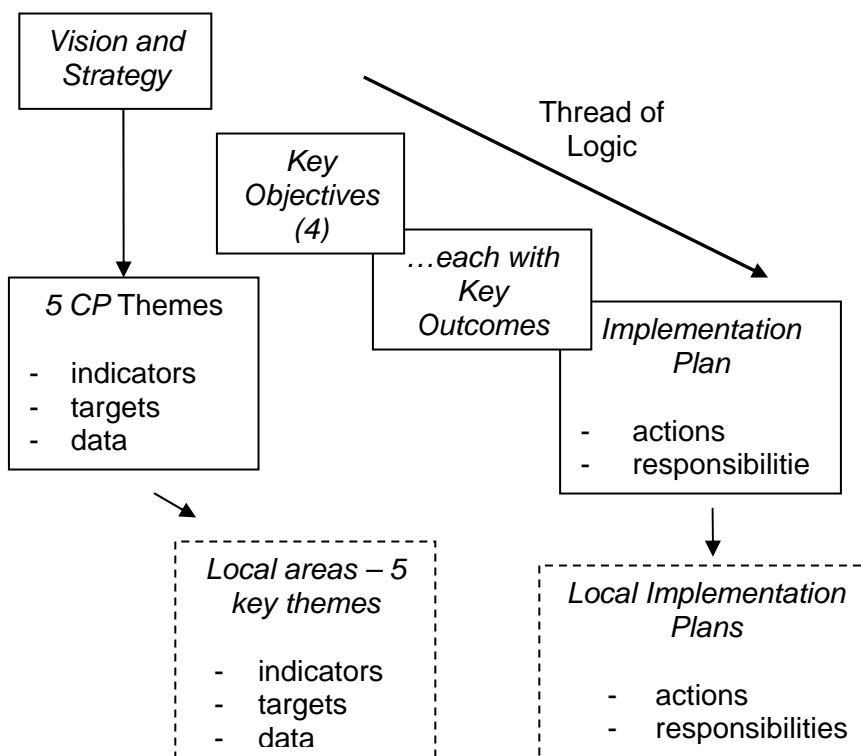 Vision and
Strategy
Thread of
Logic
Key
Objectives
(4)
…each with
Key
Outcomes
5 CP Themes
- indicators
- targets
- data
Implementation
Plan
- actions
- responsibilitie
Local areas – 5
key themes
- indicators
- targets
- data
Local Implementation
Plans
- actions
- responsibilities